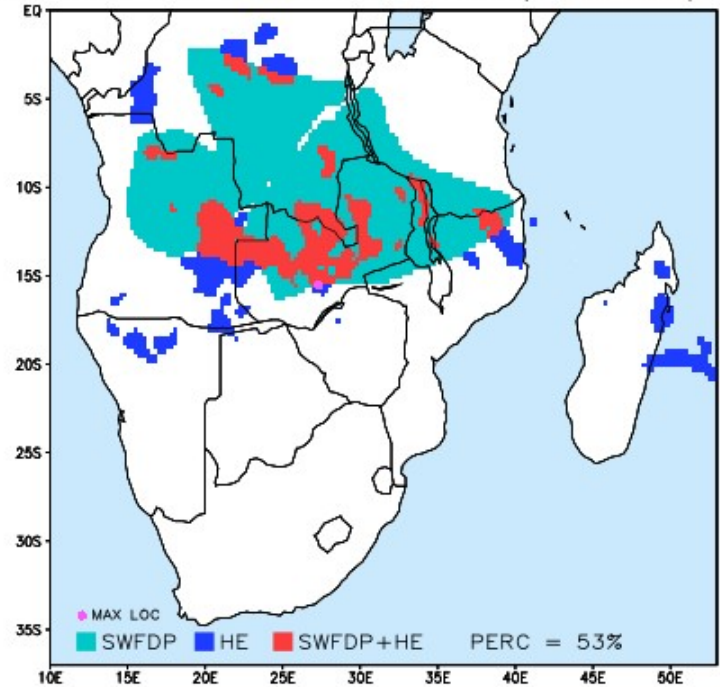 EQ
5S
10S
15S
20S
25S
30S
35S
MAX LOC
SWFDP HE SWFDP+HE PERC = 53%
10E 15E 20E 25E 30E 35E 40E 45E 50E